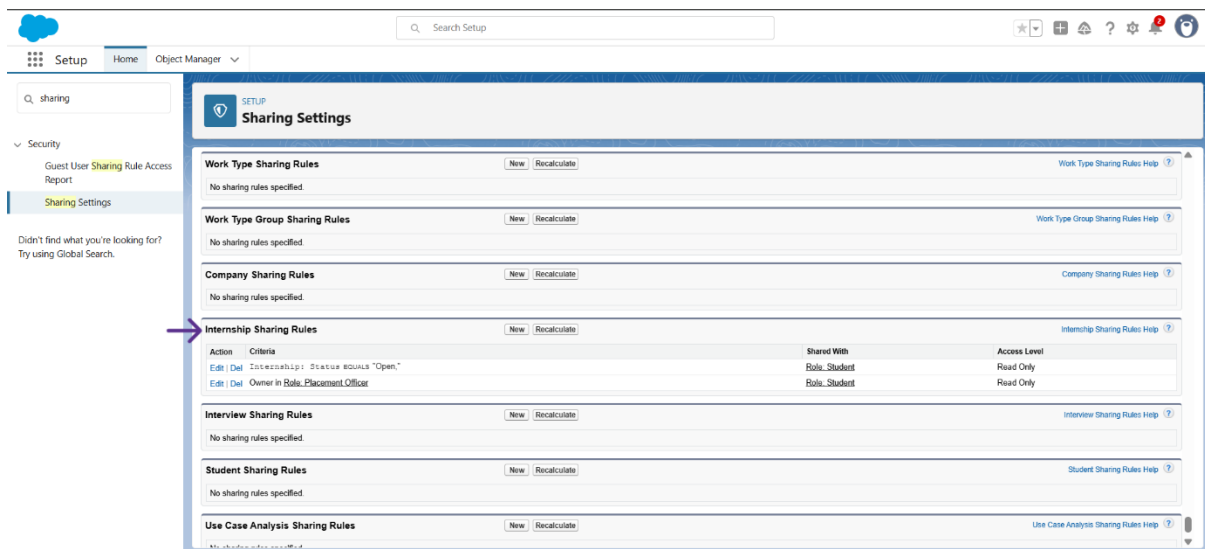 Search Setup
2
Setup Home Object Manager
sharing
SETUP
Sharing Settings
Security
Guest User Sharing Rule Access
Report
Sharing Settings
Didn't find what you're looking for?
Try using Global Search.
Work Type Sharing Rules New Recalculate Work Type Sharing Rules Help ?
No sharing rules specified.
Work Type Group Sharing Rules New Recalculate Work Type Group Sharing Rules Help ?
No sharing rules specified.
Company Sharing Rules New Recalculate Company Sharing Rules Help ?
No sharing rules specified.
Internship Sharing Rules New Recalculate Internship Sharing Rules Help ?
Action Criteria Shared With Access Level
Edit | Del Internship: Status EQUALS "Open," Role: Student Read Only
Edit | Del Owner in Role: Placement Officer Role: Student Read Only
Interview Sharing Rules New Recalculate Interview Sharing Rules Help ?
No sharing rules specified.
Student Sharing Rules New Recalculate Student Sharing Rules Help ?
No sharing rules specified.
Use Case Analysis Sharing Rules New Recalculate Use Case Analysis Sharing Rules Help ?